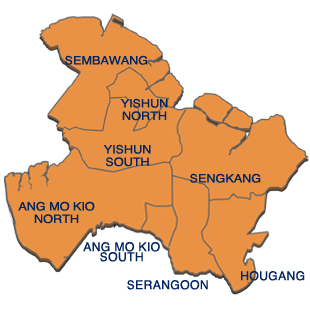 SEMBAWANG
YISHUN
NORTH
YISHUN
SOUTH
SENGKANG
ANG MO KIO
NORTH
ANG MO KIO
SOUTH
HOUGANG
SERANGOON